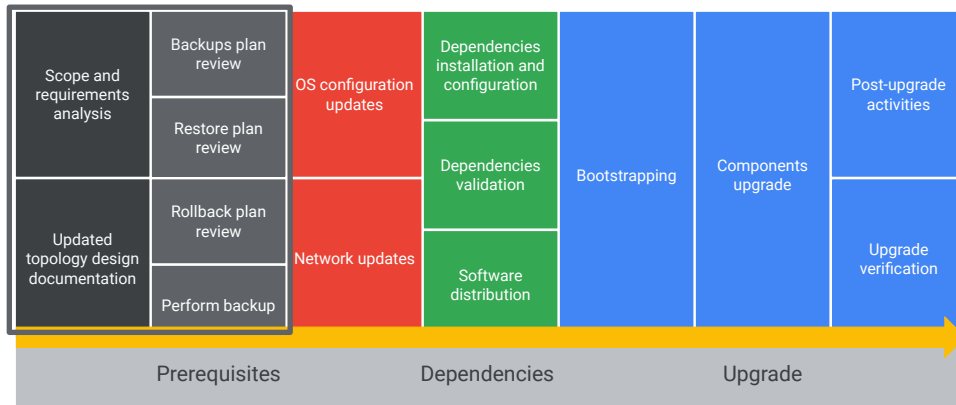 Scope and
requirements
analysis
Updated
topology design
documentation
Backups plan
review
Restore plan
review
Rollback plan
review
Perform backup
OS configuration
updates
Network updates
Dependencies
installation and
configuration
Dependencies
validation
Software
distribution
Bootstrapping
Components
upgrade
Post-upgrade
activities
Upgrade
verification
Prerequisites
Dependencies
Upgrade